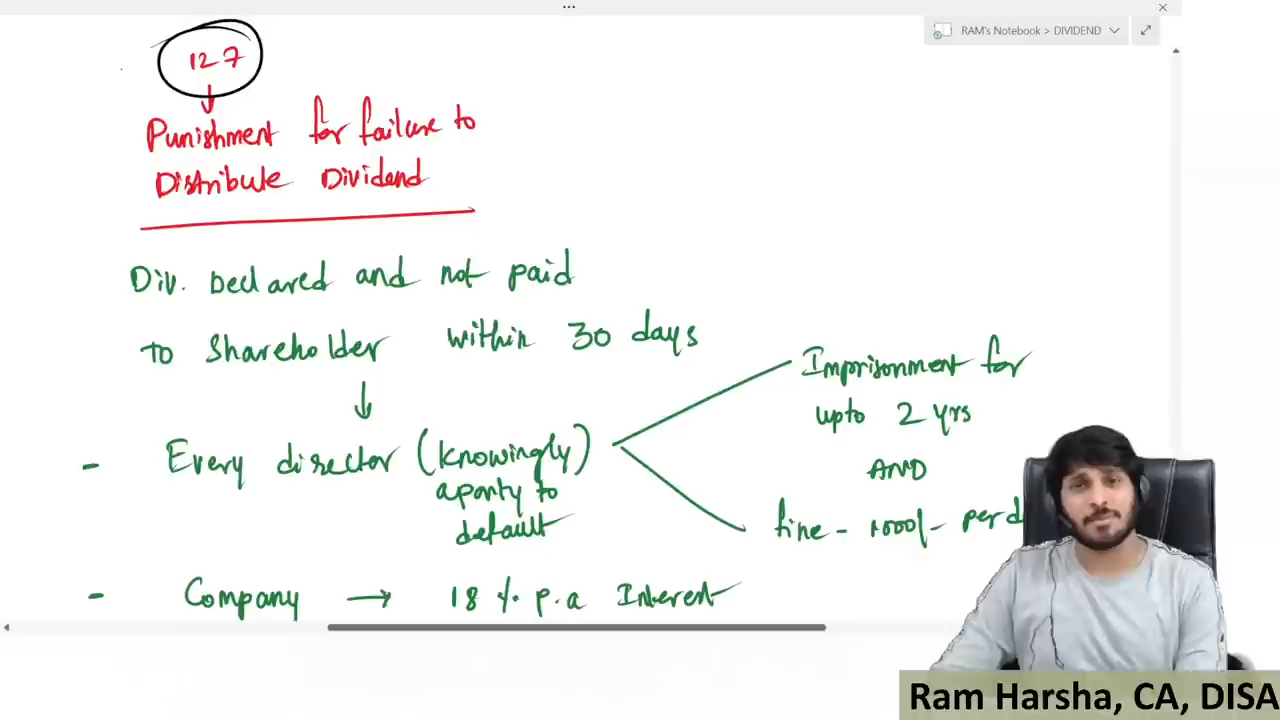 ...
RAM's Notebook > DIVIDEND
127
Punishment for failure to
Distribute Dividend
Div. Declared and not paid
to shareholder within 30 days
- Every director (knowingly)
a party to
default
Imprisonment for
upto 2 yrs
AND
fine - 1000/- per d
- Company → 18 %. p.a Interest
Ram Harsha, CA, DISA